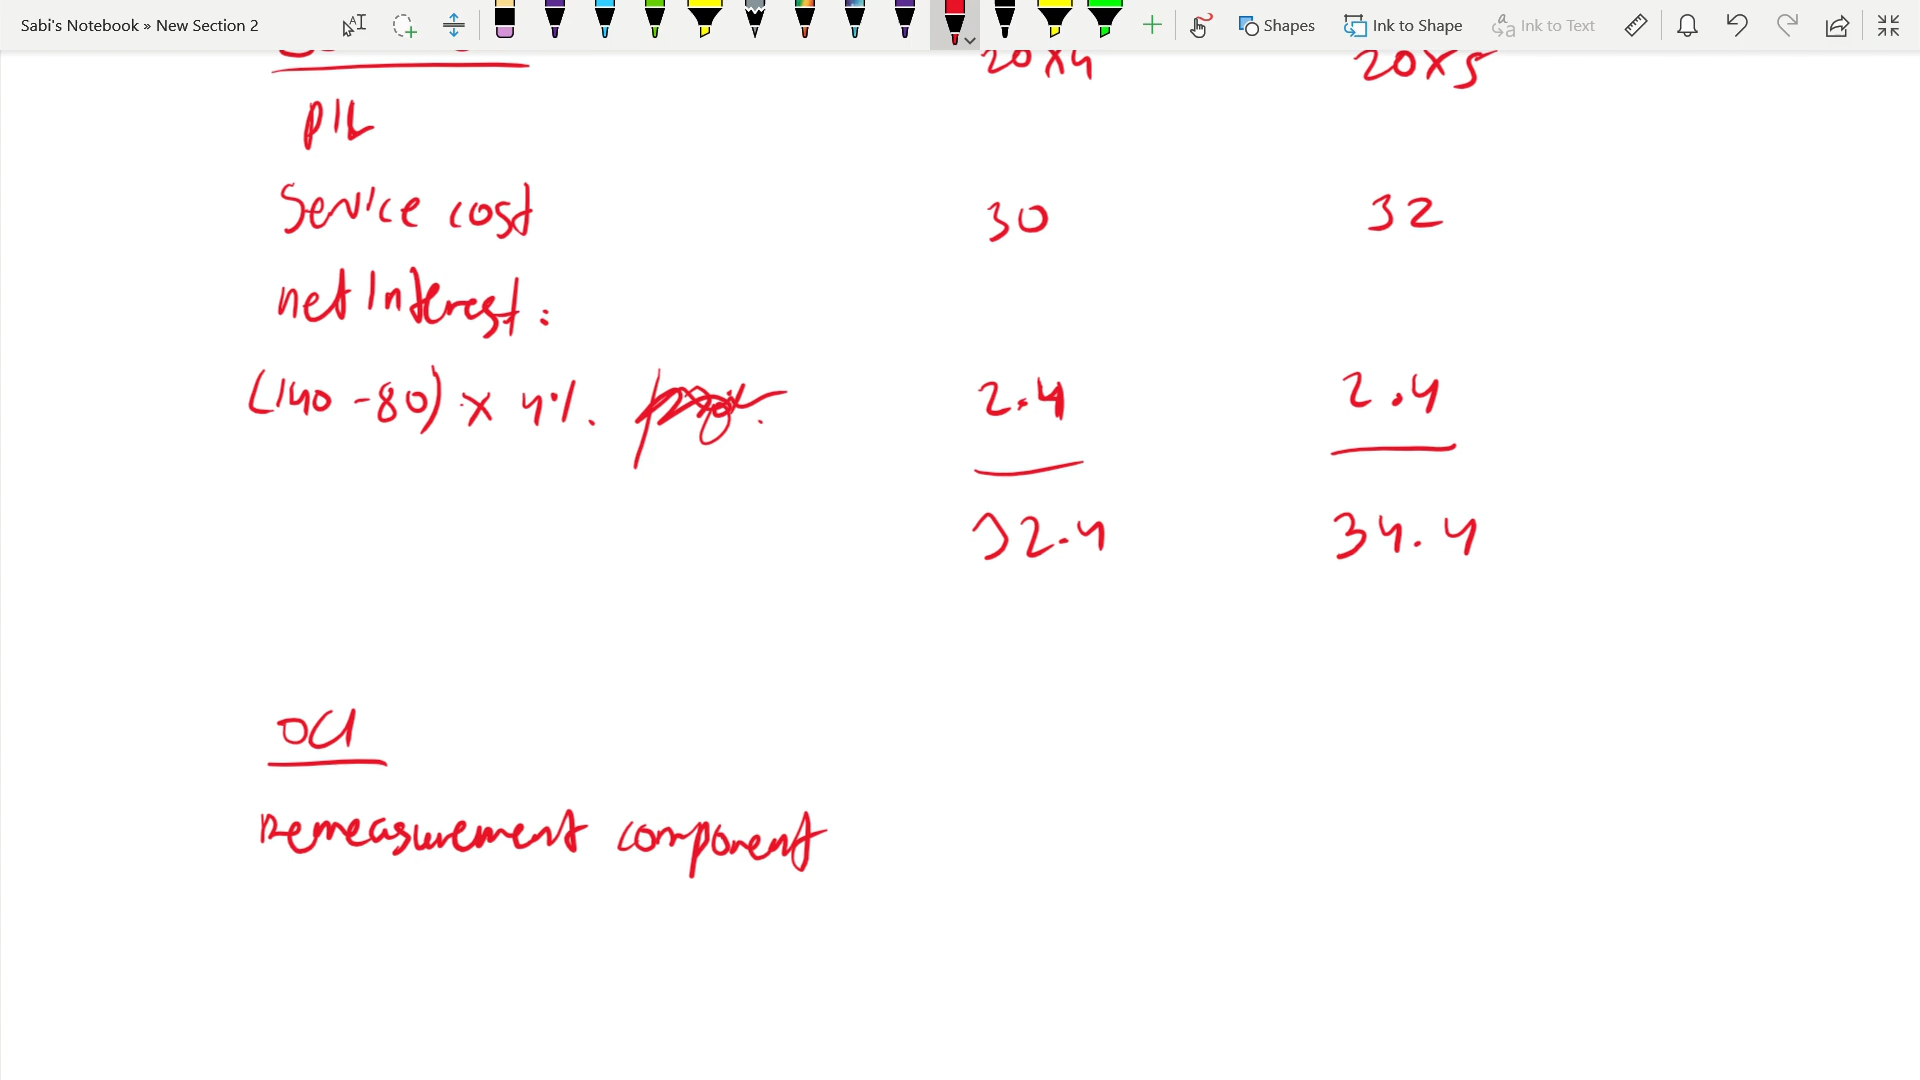 Sabi's Notebook » New Section 2 Shapes Ink to Shape Ink to Text
20X4 20X5
P/L
Service cost 30 32
net Interest:
(140 - 80) x 4%. 2.4 2.4
32.4 34.4
OCI
Remeasurement component